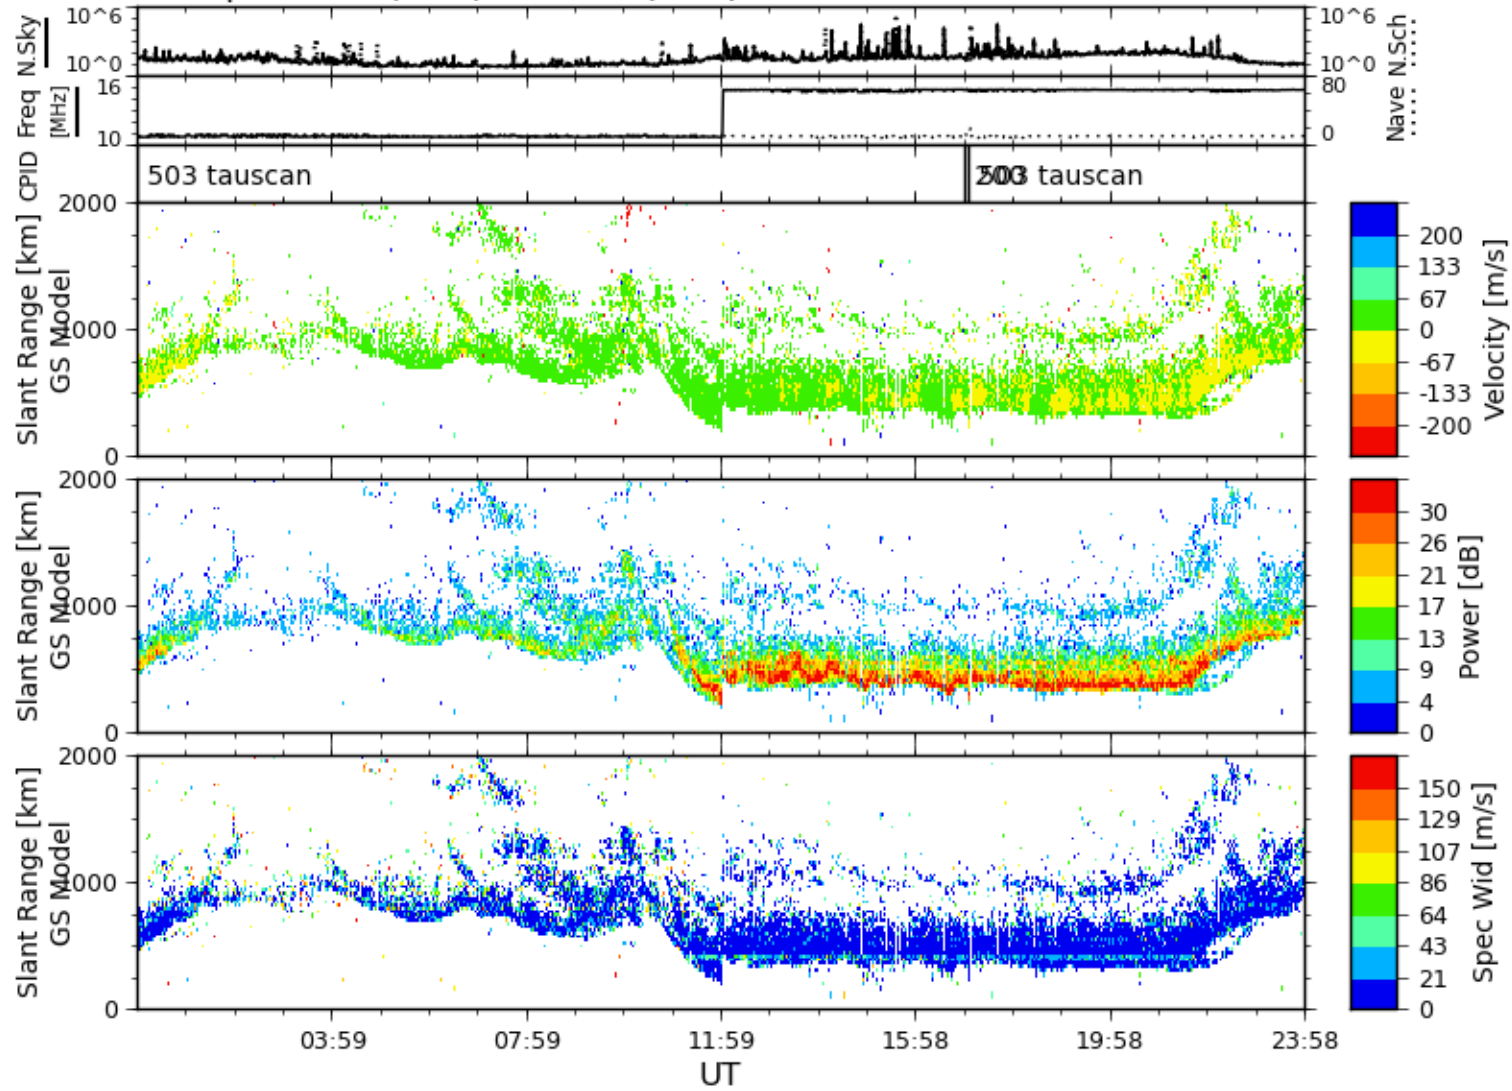 N.Sky
10^6
10^0
10^6
10^0
N.Sch
Freq
[MHz]
16
10
80
0
Nave
CPID
503 tauscan
503 tauscan
Slant Range [km]
GS Model
2000
1000
0
200
133
67
0
-67
-133
-200
Velocity [m/s]
Slant Range [km]
GS Model
2000
1000
0
30
26
21
17
13
9
4
0
Power [dB]
Slant Range [km]
GS Model
2000
1000
0
150
129
107
86
64
43
21
0
Spec Wid [m/s]
03:59 07:59 11:59 15:58 19:58 23:58
UT